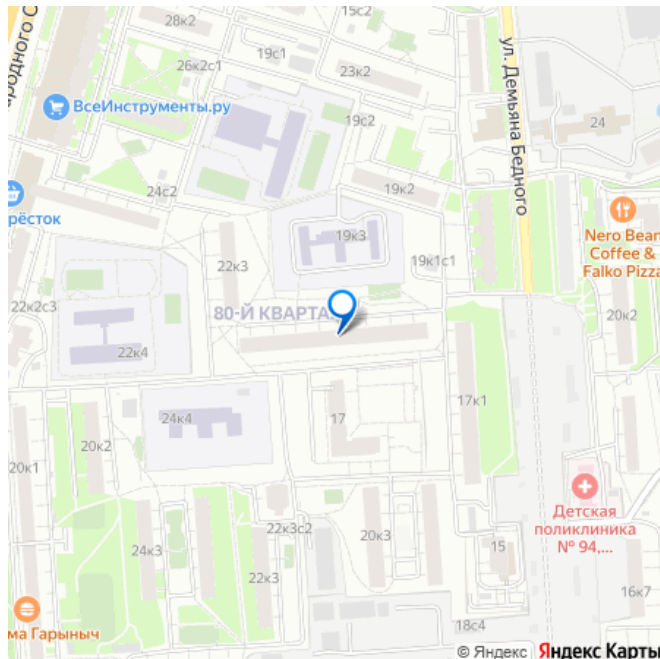 28к2
15с2
ародного С
19с1
26к2с1
23к2
ул. Демьяна Бедного
ВсеИнструменты.ру
19с2
24
24с2
19к2
рёсток
19к3
Nero Bean
Coffee &
Falko Pizza
22к3
19к1с1
22к2с3
80-Й КВАРТА
20к2
22к4
24к4
17
17к1
20к2
20к1
Детская
поликлиника
№ 94,...
22к3с2
24к3
20к3
15
22к3
16к7
18с4
ма Гарыныч
© Яндекс Яндекс Карты